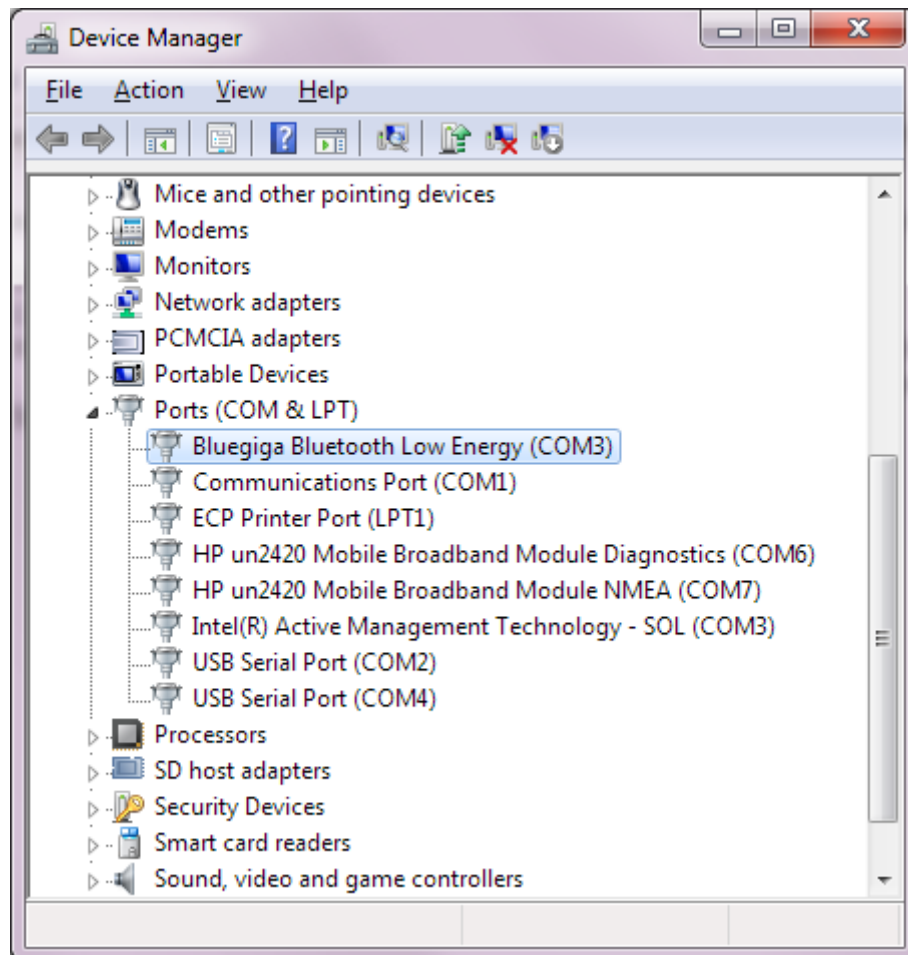 Device Manager
File Action View Help
Mice and other pointing devices
Modems
Monitors
Network adapters
PCMCIA adapters
Portable Devices
Ports (COM & LPT)
Bluegiga Bluetooth Low Energy (COM3)
Communications Port (COM1)
ECP Printer Port (LPT1)
HP un2420 Mobile Broadband Module Diagnostics (COM6)
HP un2420 Mobile Broadband Module NMEA (COM7)
Intel(R) Active Management Technology - SOL (COM3)
USB Serial Port (COM2)
USB Serial Port (COM4)
Processors
SD host adapters
Security Devices
Smart card readers
Sound, video and game controllers